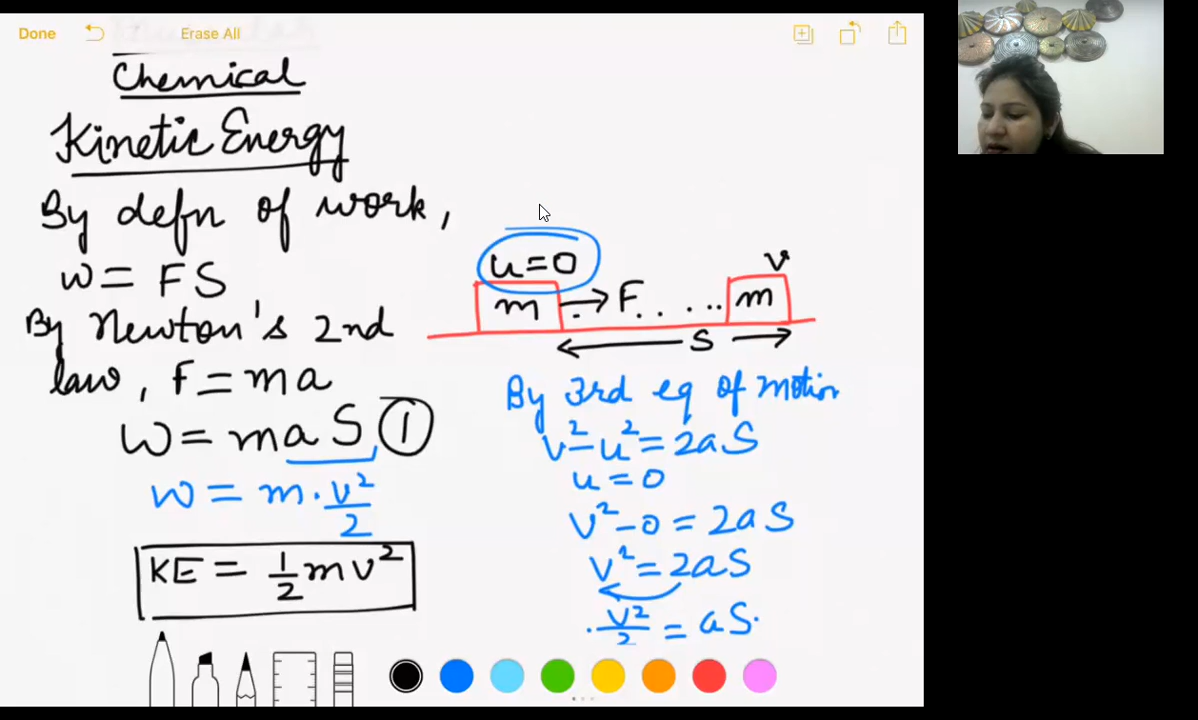 Done
Erase All
Chemical
Kinetic Energy
By defn of work,
W = FS
By Newton's 2nd
law, F = ma
W = maS, ①
W = m · v²/2
KE = 1/2 mv²
u = 0
v
m → F. . . . .. m
S
By 3rd eq of motion
v² - u² = 2aS
u = 0
v² - 0 = 2aS
v² = 2aS
· v²/2 = aS·